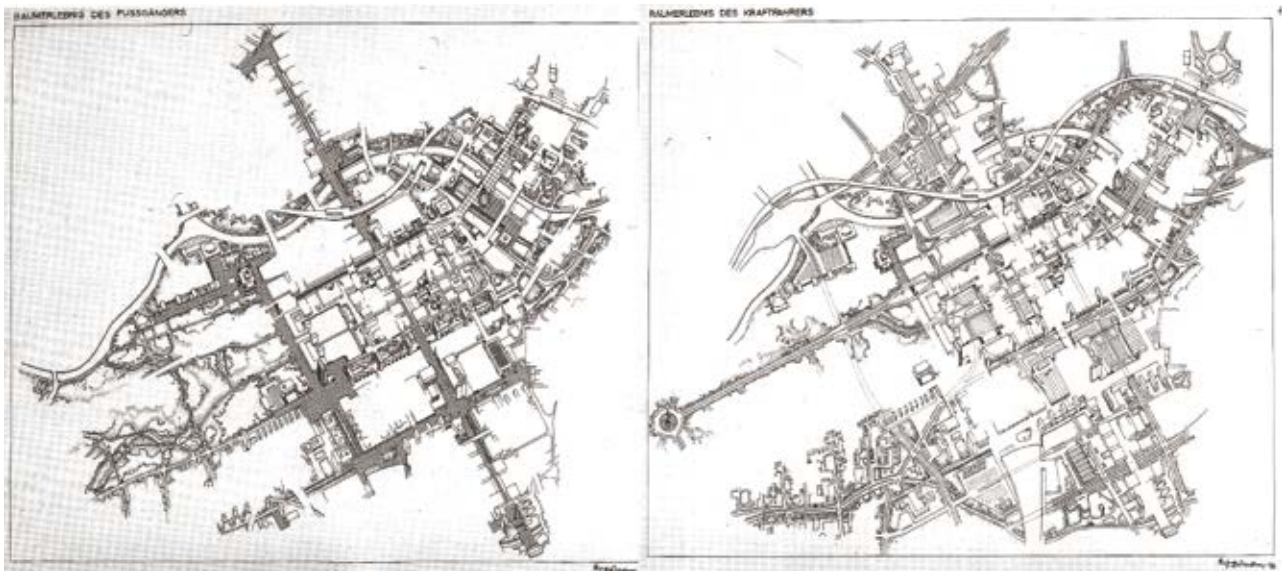 RAUMERLEBNIS DES FUSSGÄNGERS
RAUMERLEBNIS DES KRAFTFAHRERS